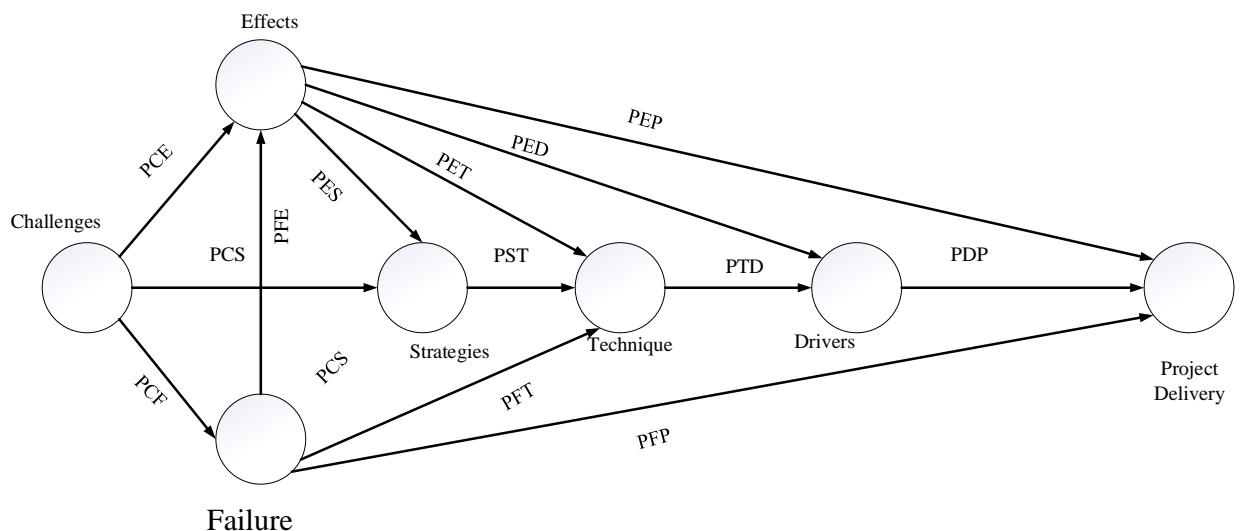 Effects
PEP
PED
PCE
PET
PES
Challenges
PFE
PCS
PST
PTD
PDP
Strategies
Technique
Drivers
PCS
Project
Delivery
PCF
PFT
PFP
Failure